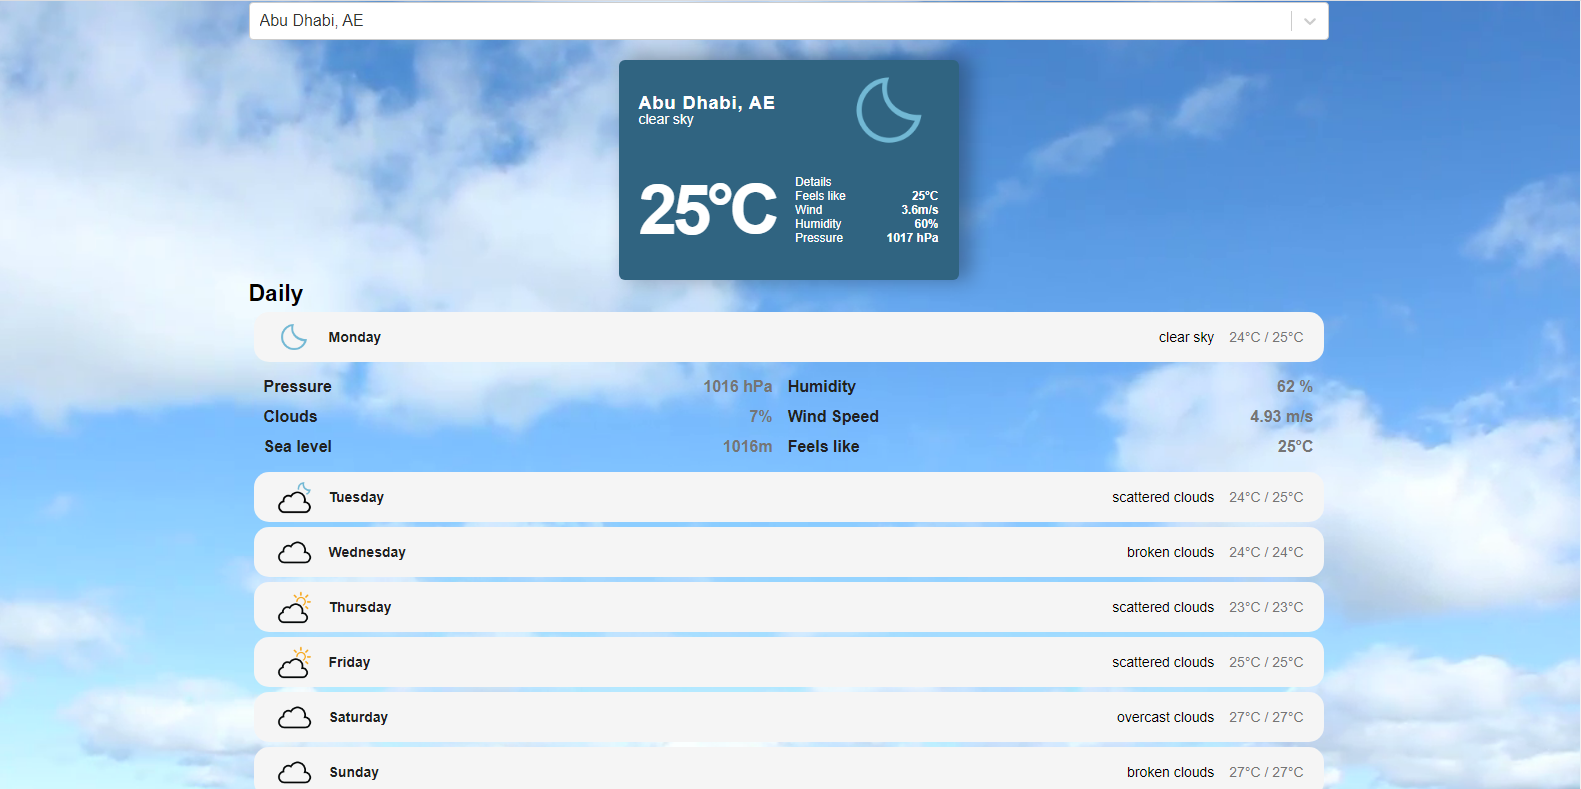 Abu Dhabi, AE
Abu Dhabi, AE
clear sky
25°C
Details
Feels like 25°C
Wind 3.6m/s
Humidity 60%
Pressure 1017 hPa
Daily
Monday clear sky 24°C / 25°C
Pressure 1016 hPa Humidity 62 %
Clouds 7% Wind Speed 4.93 m/s
Sea level 1016m Feels like 25°C
Tuesday scattered clouds 24°C / 25°C
Wednesday broken clouds 24°C / 24°C
Thursday scattered clouds 23°C / 23°C
Friday scattered clouds 25°C / 25°C
Saturday overcast clouds 27°C / 27°C
Sunday broken clouds 27°C / 27°C